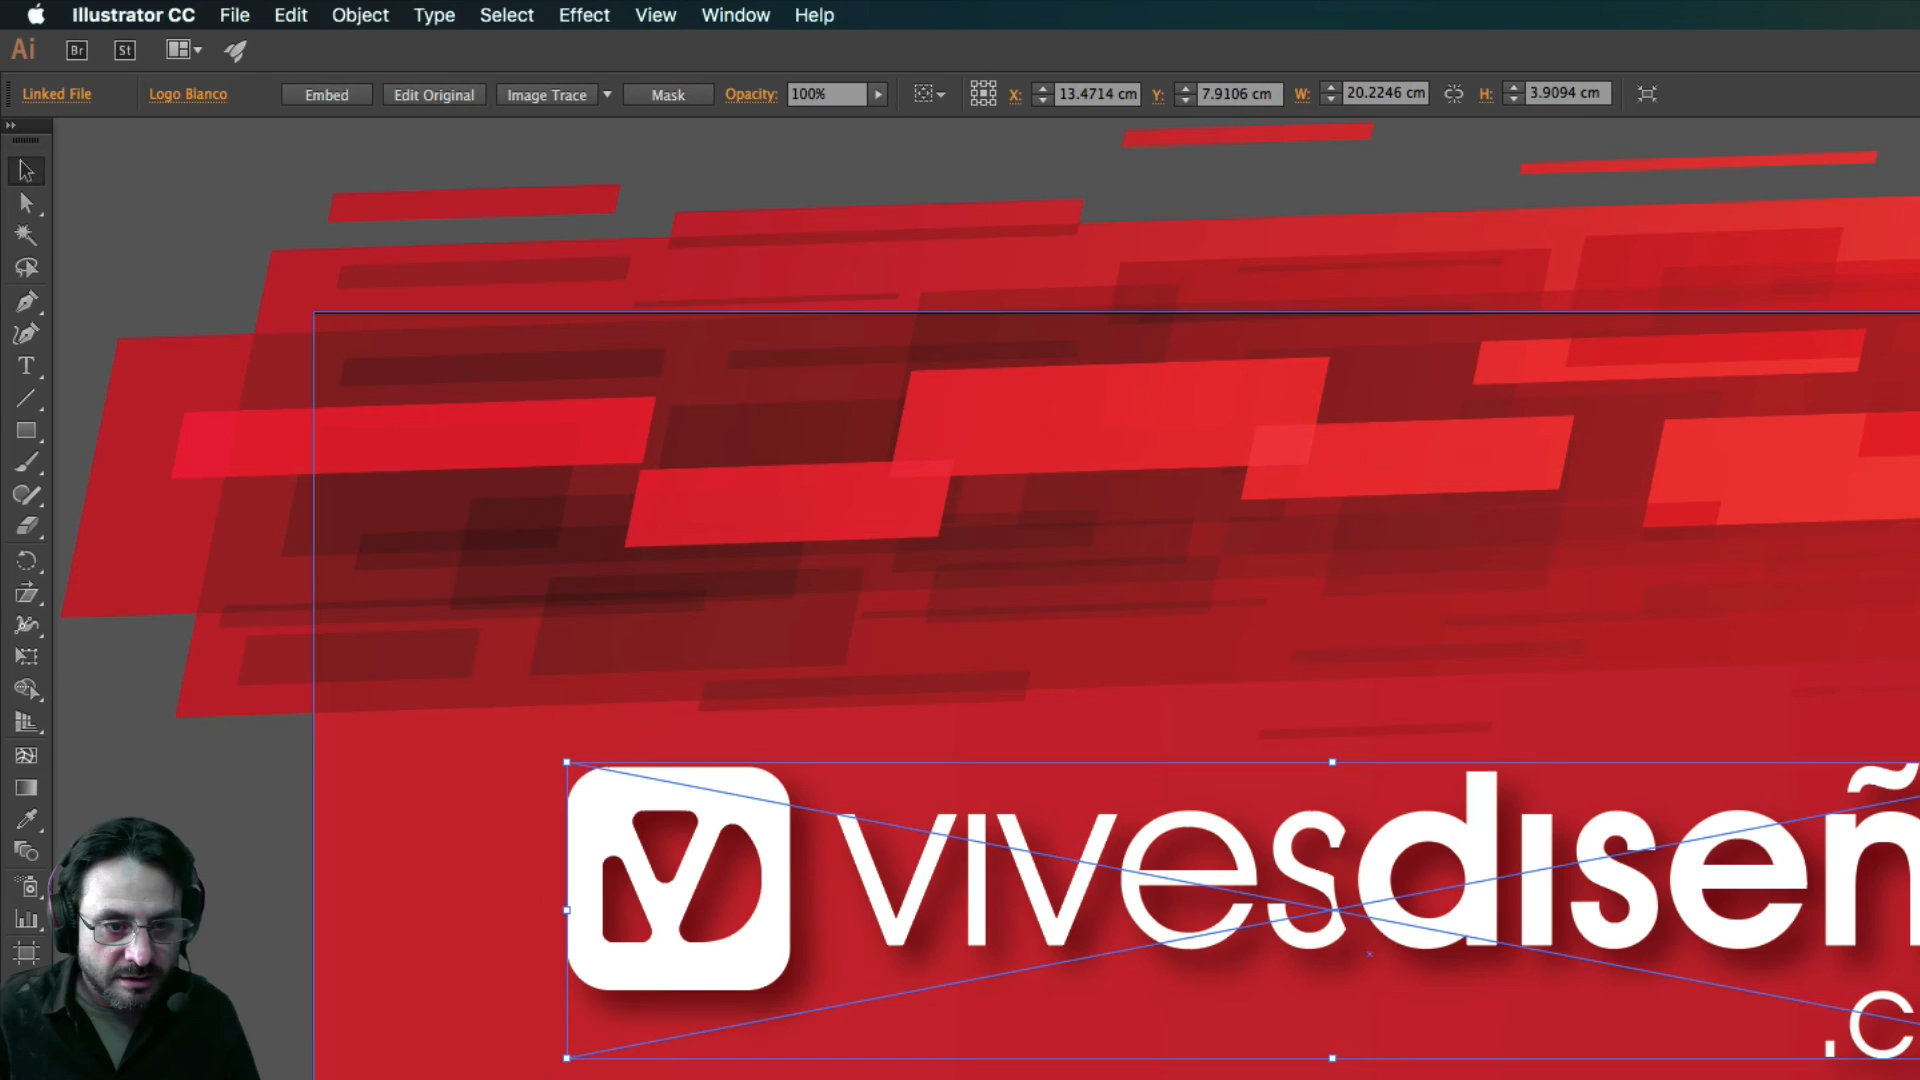 Illustrator CC File Edit Object Type Select Effect View Window Help
Ai Br St
Linked File Logo Blanco Embed Edit Original Image Trace Mask Opacity: 100% X: 13.4714 cm Y: 7.9106 cm W: 20.2246 cm H: 3.9094 cm
T
vivesdiseñ
.c